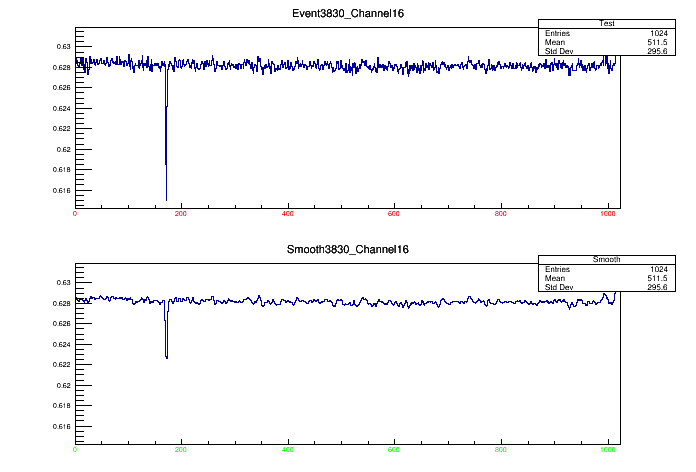 Event3830_Channel16
Test
Entries 1024
Mean 511.5
Std Dev 295.6
0.63
0.628
0.626
0.624
0.622
0.62
0.618
0.616
0 200 400 600 800 1000
Smooth3830_Channel16
Smooth
Entries 1024
Mean 511.5
Std Dev 295.6
0.63
0.628
0.626
0.624
0.622
0.62
0.618
0.616
0 200 400 600 800 1000